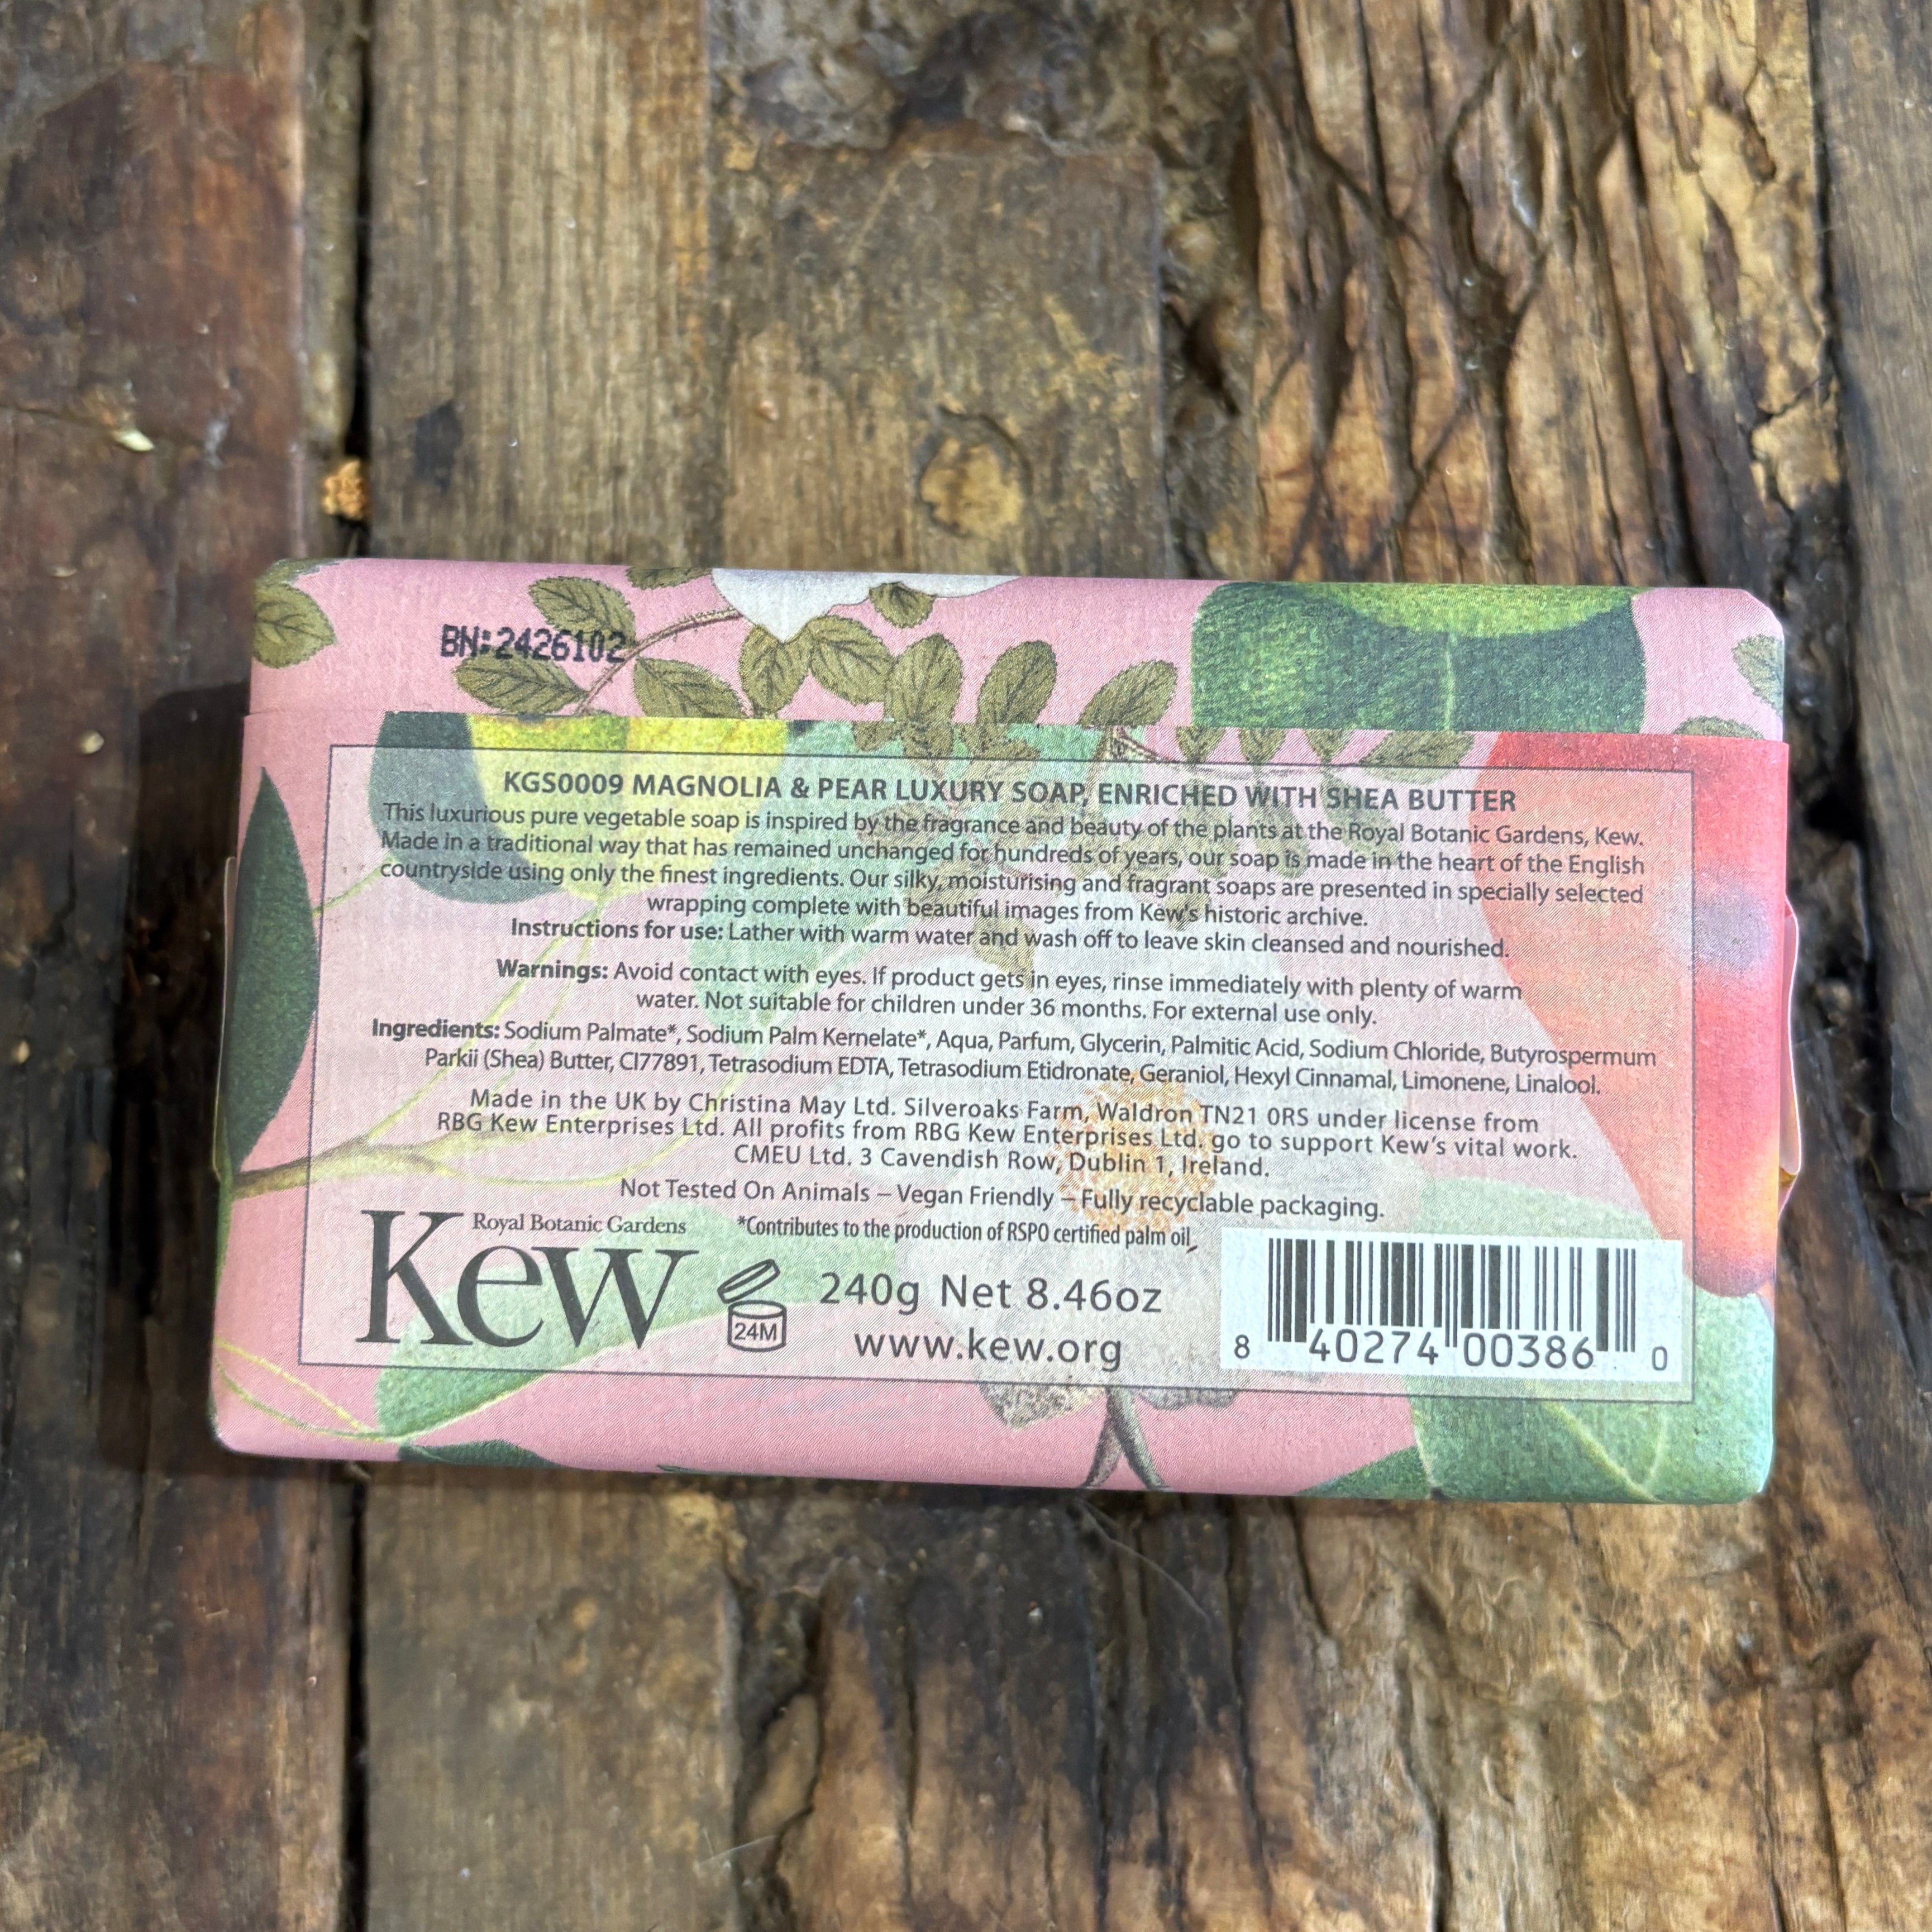 BN:2426102
KGS0009 MAGNOLIA & PEAR LUXURY SOAP, ENRICHED WITH SHEA BUTTER
This luxurious pure vegetable soap is inspired by the fragrance and beauty of the plants at the Royal Botanic Gardens, Kew.
Made in a traditional way that has remained unchanged for hundreds of years, our soap is made in the heart of the English
countryside using only the finest ingredients. Our silky, moisturising and fragrant soaps are presented in specially selected
wrapping complete with beautiful images from Kew's historic archive.
Instructions for use: Lather with warm water and wash off to leave skin cleansed and nourished.
Warnings: Avoid contact with eyes. If product gets in eyes, rinse immediately with plenty of warm
water. Not suitable for children under 36 months. For external use only.
Ingredients: Sodium Palmate*, Sodium Palm Kernelate*, Aqua, Parfum, Glycerin, Palmitic Acid, Sodium Chloride, Butyrospermum
Parkii (Shea) Butter, CI77891, Tetrasodium EDTA, Tetrasodium Etidronate, Geraniol, Hexyl Cinnamal, Limonene, Linalool.
Made in the UK by Christina May Ltd. Silveroaks Farm, Waldron TN21 0RS under license from
RBG Kew Enterprises Ltd. All profits from RBG Kew Enterprises Ltd. go to support Kew's vital work.
CMEU Ltd. 3 Cavendish Row, Dublin 1, Ireland.
Not Tested On Animals – Vegan Friendly – Fully recyclable packaging.
*Contributes to the production of RSPO certified palm oil
Royal Botanic Gardens
Kew
24M
240g Net 8.46oz
www.kew.org
8 40274 00386 0